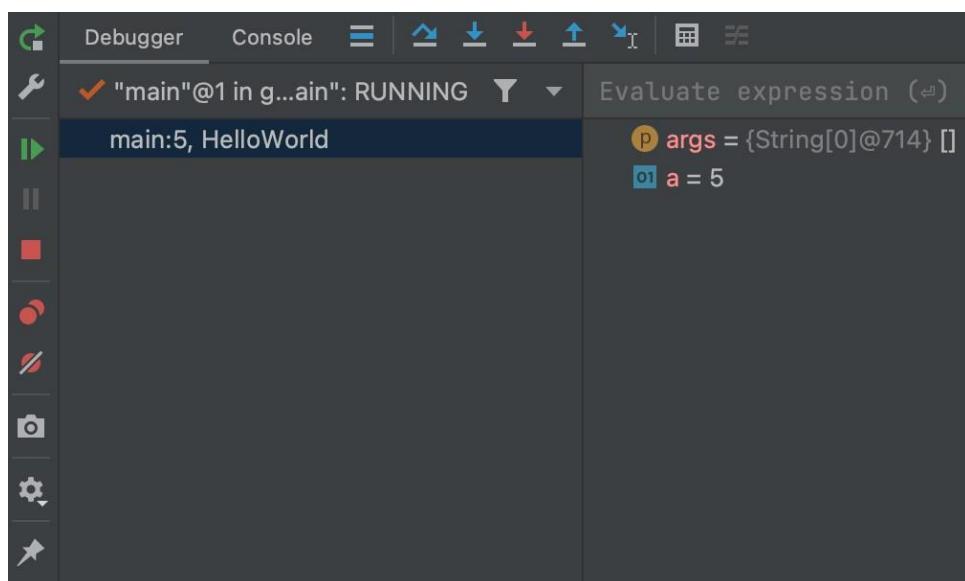 Debugger Console
"main"@1 in g...ain": RUNNING
Evaluate expression (⏎)
main:5, HelloWorld
p args = {String[0]@714} []
01 a = 5